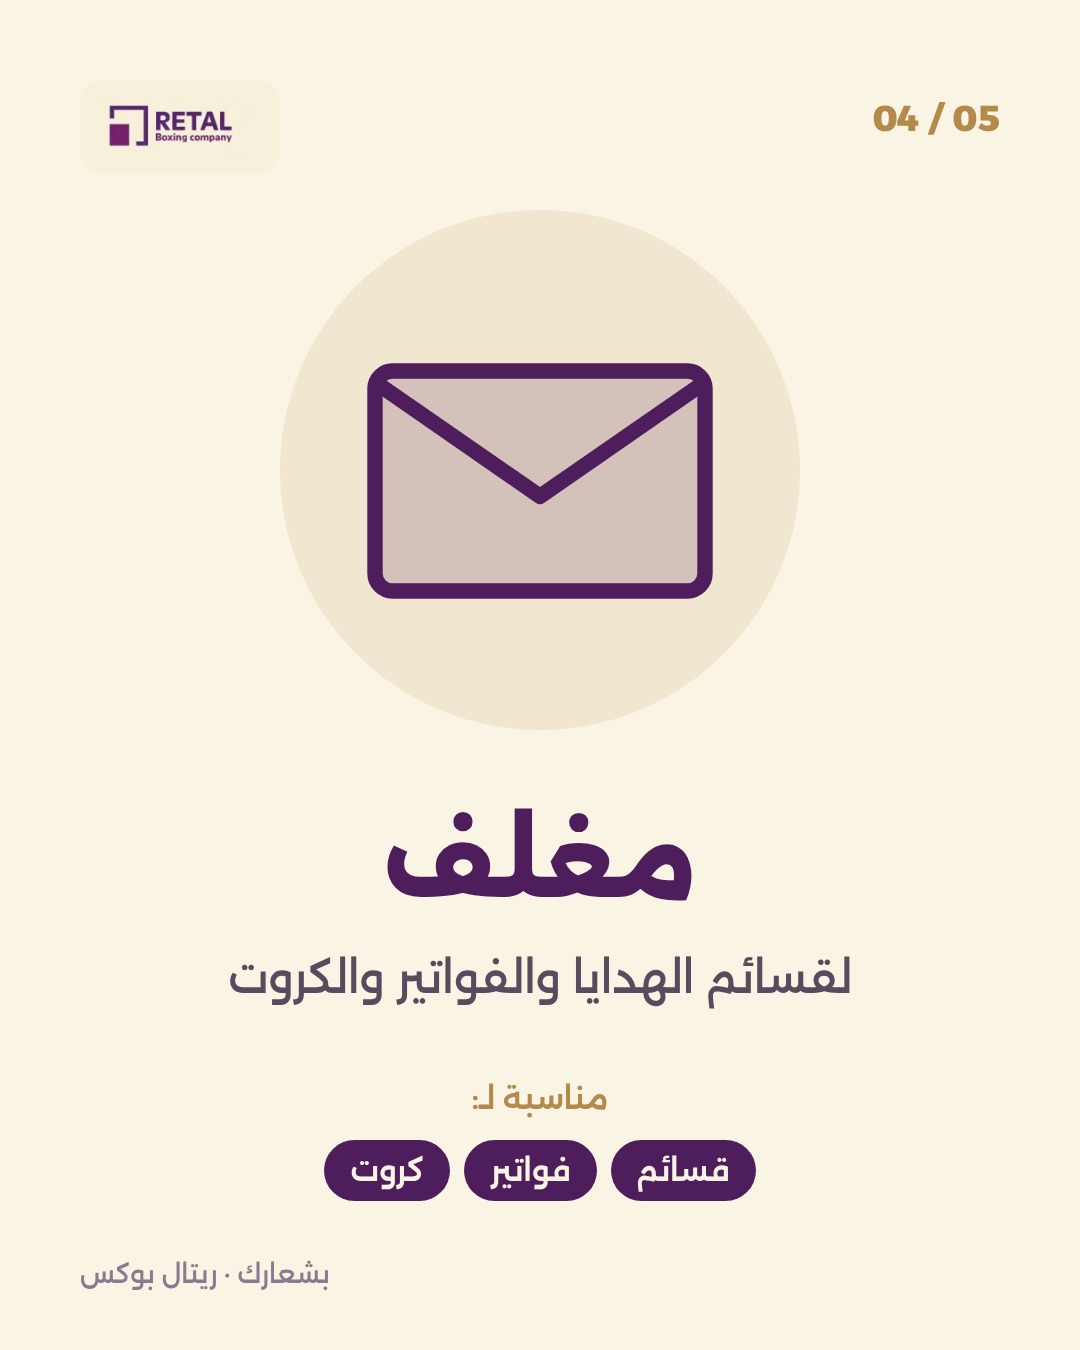 RETAL
Boxing company
04 / 05
مغلف
لقسائم الهدايا والفواتير والكروت
مناسبة لـ:
قسائم فواتير كروت
بشعارك · ريتال بوكس